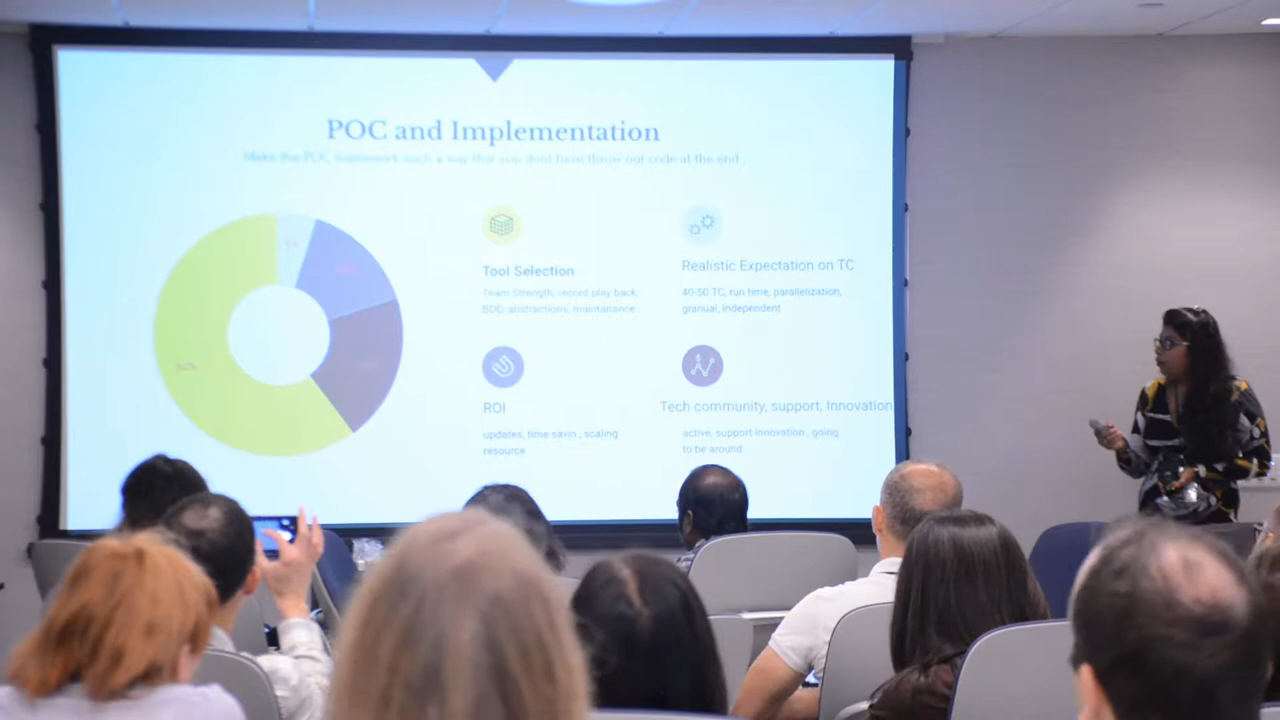 POC and Implementation
Make the POC framework such a way that you dont have throw out code at the end
Tool Selection
Team Strength, record play back,
BDD, abstractions, maintanance
Realistic Expectation on TC
40-50 TC, run time, parallelization,
granual, independent
ROI
updates, time savin , scaling
resource
Tech community, support, Innovation
active, support innovation , going
to be around